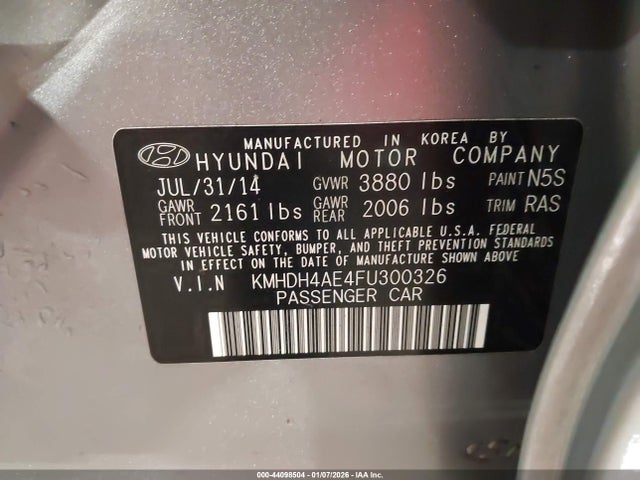 MANUFACTURED IN KOREA BY
HYUNDAI MOTOR COMPANY
JUL/31/14 GVWR 3880 lbs PAINT N5S
GAWR FRONT 2161 lbs GAWR REAR 2006 lbs TRIM RAS
THIS VEHICLE CONFORMS TO ALL APPLICABLE U.S.A. FEDERAL
MOTOR VEHICLE SAFETY, BUMPER, AND THEFT PREVENTION STANDARDS
IN EFFECT ON THE DATE OF MANUFACTURE SHOWN ABOVE.
V.I.N KMHDH4AE4FU300326
PASSENGER CAR
000-44098504 | 01/07/2026 | IAA Inc.